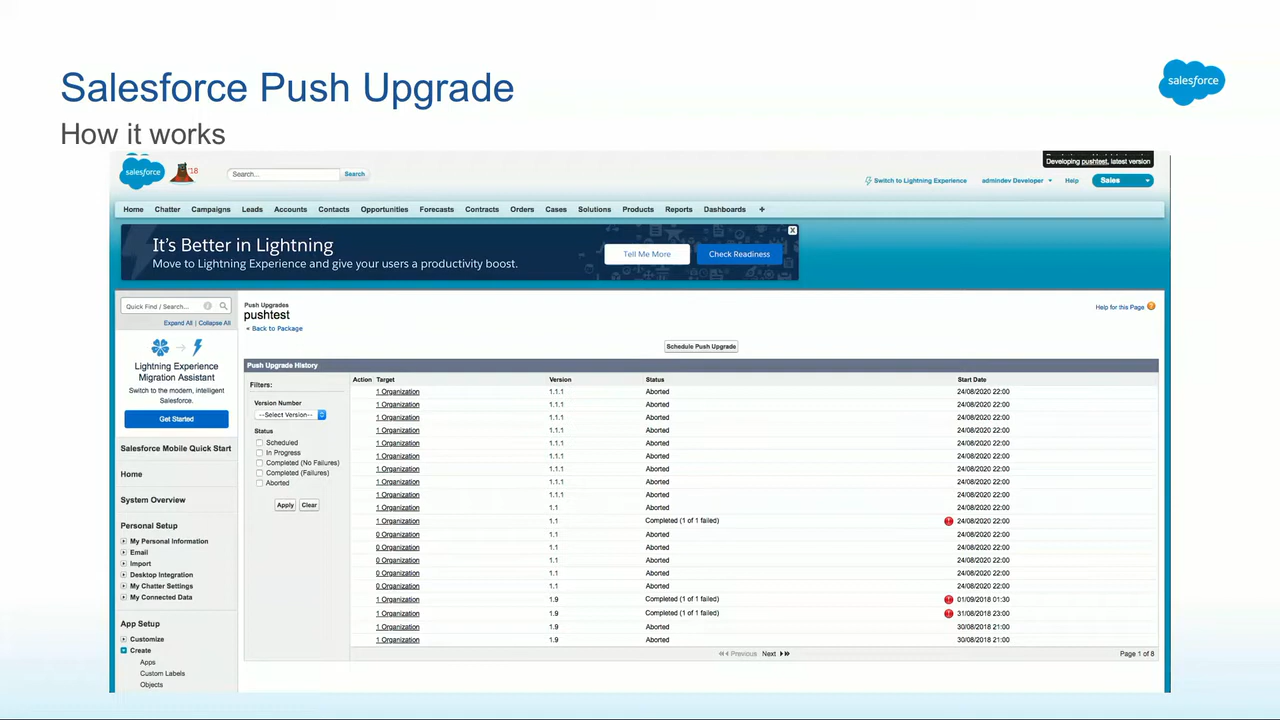 Salesforce Push Upgrade
salesforce
How it works
salesforce
'18
Search...
Search
Developing pushtest, latest version
Switch to Lightning Experience
admindev Developer
Help
Sales
Home Chatter Campaigns Leads Accounts Contacts Opportunities Forecasts Contracts Orders Cases Solutions Products Reports Dashboards +
It's Better in Lightning
Move to Lightning Experience and give your users a productivity boost.
Tell Me More
Check Readiness
X
Quick Find / Search...
Expand All | Collapse All
Lightning Experience
Migration Assistant
Switch to the modern, intelligent
Salesforce.
Get Started
Salesforce Mobile Quick Start
Home
System Overview
Personal Setup
My Personal Information
Email
Import
Desktop Integration
My Chatter Settings
My Connected Data
App Setup
Customize
Create
Apps
Custom Labels
Objects
Push Upgrades
pushtest
« Back to Package
Help for this Page
Schedule Push Upgrade
Push Upgrade History
Filters:
Version Number
--Select Version--
Status
Scheduled
In Progress
Completed (No Failures)
Completed (Failures)
Aborted
Apply Clear
Action Target Version Status Start Date
1 Organization 1.1.1 Aborted 24/08/2020 22:00
1 Organization 1.1.1 Aborted 24/08/2020 22:00
1 Organization 1.1.1 Aborted 24/08/2020 22:00
1 Organization 1.1.1 Aborted 24/08/2020 22:00
1 Organization 1.1.1 Aborted 24/08/2020 22:00
1 Organization 1.1.1 Aborted 24/08/2020 22:00
1 Organization 1.1.1 Aborted 24/08/2020 22:00
1 Organization 1.1.1 Aborted 24/08/2020 22:00
1 Organization 1.1.1 Aborted 24/08/2020 22:00
1 Organization 1.1 Aborted 24/08/2020 22:00
1 Organization 1.1 Completed (1 of 1 failed) 24/08/2020 22:00
0 Organization 1.1 Aborted 24/08/2020 22:00
0 Organization 1.1 Aborted 24/08/2020 22:00
0 Organization 1.1 Aborted 24/08/2020 22:00
0 Organization 1.1 Aborted 24/08/2020 22:00
0 Organization 1.1 Aborted 24/08/2020 22:00
1 Organization 1.9 Completed (1 of 1 failed) 01/09/2018 01:30
1 Organization 1.9 Completed (1 of 1 failed) 31/08/2018 23:00
1 Organization 1.9 Aborted 30/08/2018 21:00
1 Organization 1.9 Aborted 30/08/2018 21:00
Previous Next
Page 1 of 8